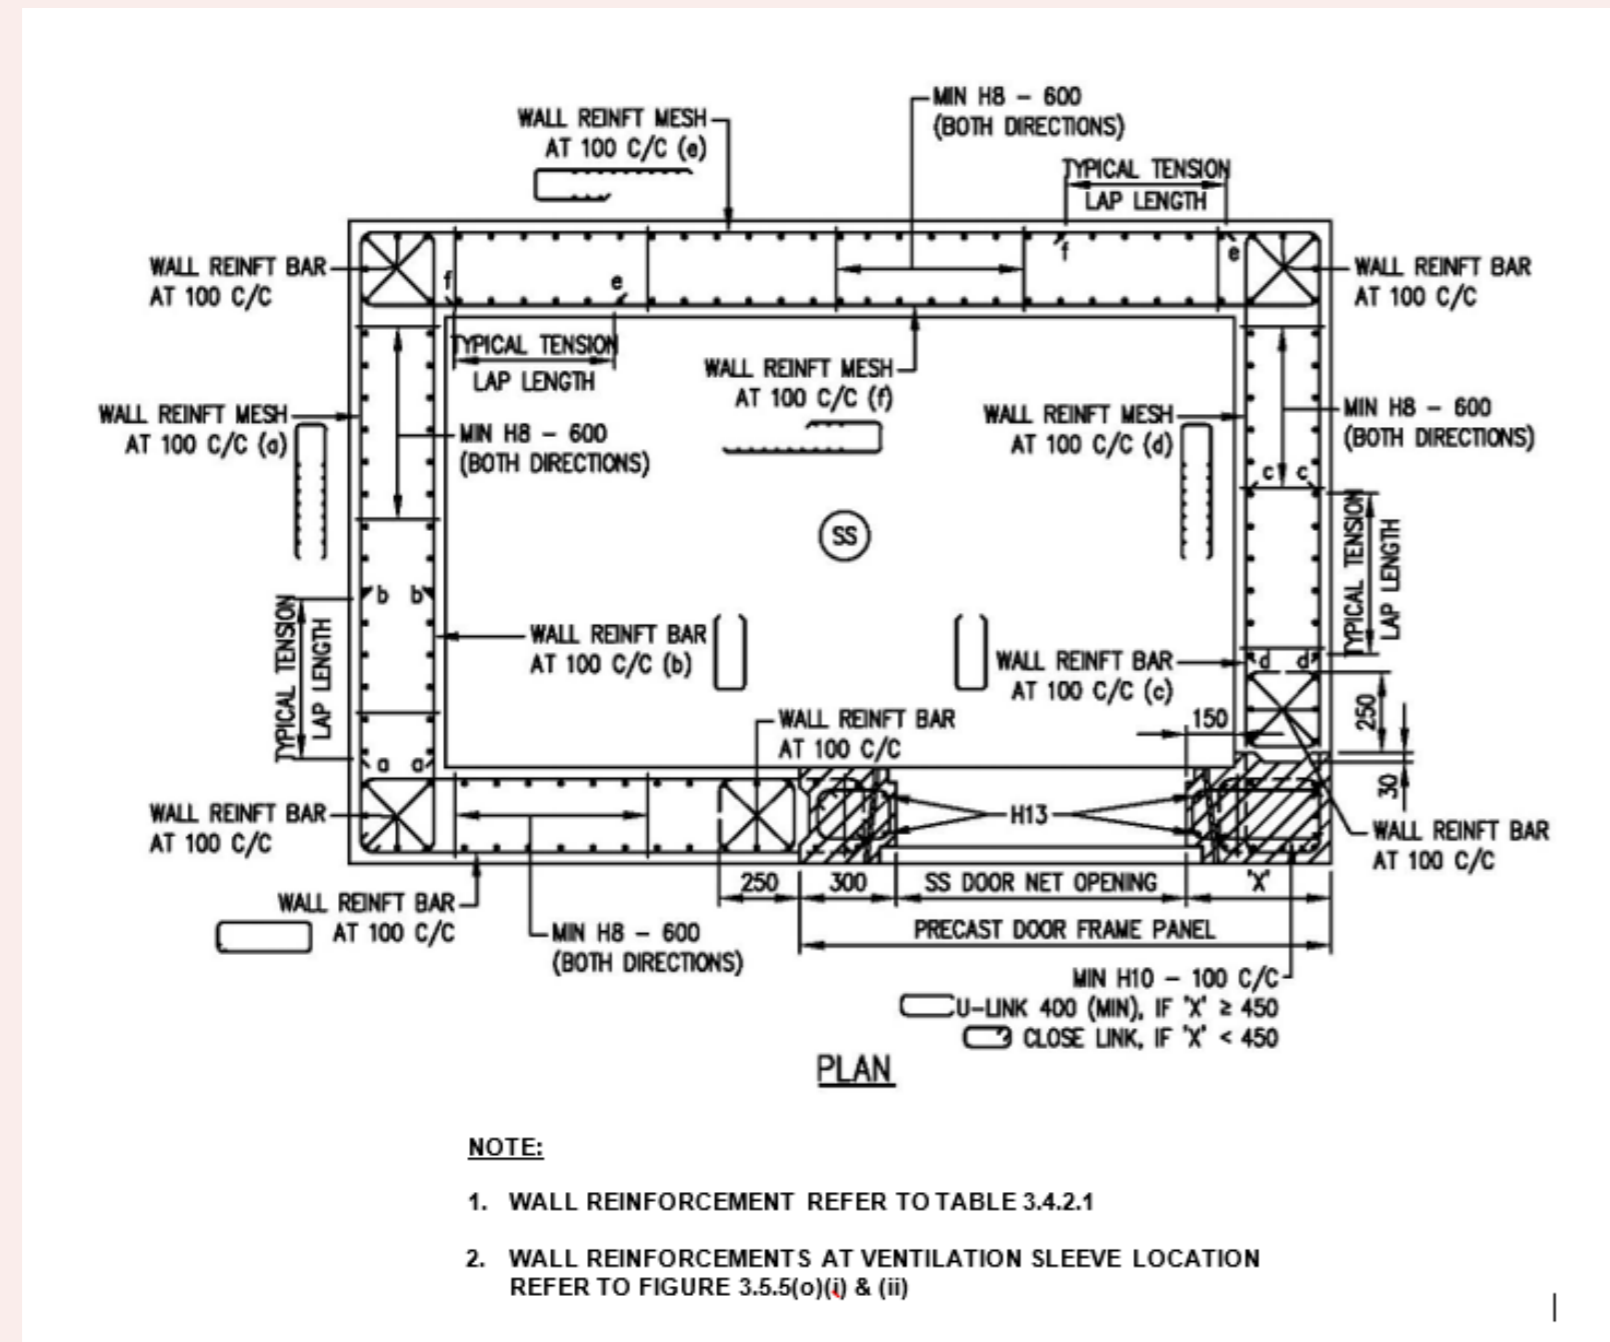 MIN H8 - 600
(BOTH DIRECTIONS)
WALL REINFT MESH
AT 100 C/C (e)
TYPICAL TENSION
LAP LENGTH
WALL REINFT BAR
AT 100 C/C
f
e
f
e
WALL REINFT BAR
AT 100 C/C
TYPICAL TENSION
LAP LENGTH
WALL REINFT MESH
AT 100 C/C (f)
WALL REINFT MESH
AT 100 C/C (a)
MIN H8 - 600
(BOTH DIRECTIONS)
WALL REINFT MESH
AT 100 C/C (d)
MIN H8 - 600
(BOTH DIRECTIONS)
c c
SS
TYPICAL TENSION
LAP LENGTH
b b
TYPICAL TENSION
LAP LENGTH
WALL REINFT BAR
AT 100 C/C (b)
WALL REINFT BAR
AT 100 C/C (c)
d d
250
150
WALL REINFT BAR
AT 100 C/C
a a
30
WALL REINFT BAR
AT 100 C/C
H13
WALL REINFT BAR
AT 100 C/C
250
300
SS DOOR NET OPENING
'X'
WALL REINFT BAR
AT 100 C/C
MIN H8 - 600
(BOTH DIRECTIONS)
PRECAST DOOR FRAME PANEL
MIN H10 - 100 C/C
U-LINK 400 (MIN), IF 'X' ≥ 450
CLOSE LINK, IF 'X' < 450
PLAN
NOTE:
1. WALL REINFORCEMENT REFER TO TABLE 3.4.2.1
2. WALL REINFORCEMENTS AT VENTILATION SLEEVE LOCATION
REFER TO FIGURE 3.5.5(o)(i) & (ii)